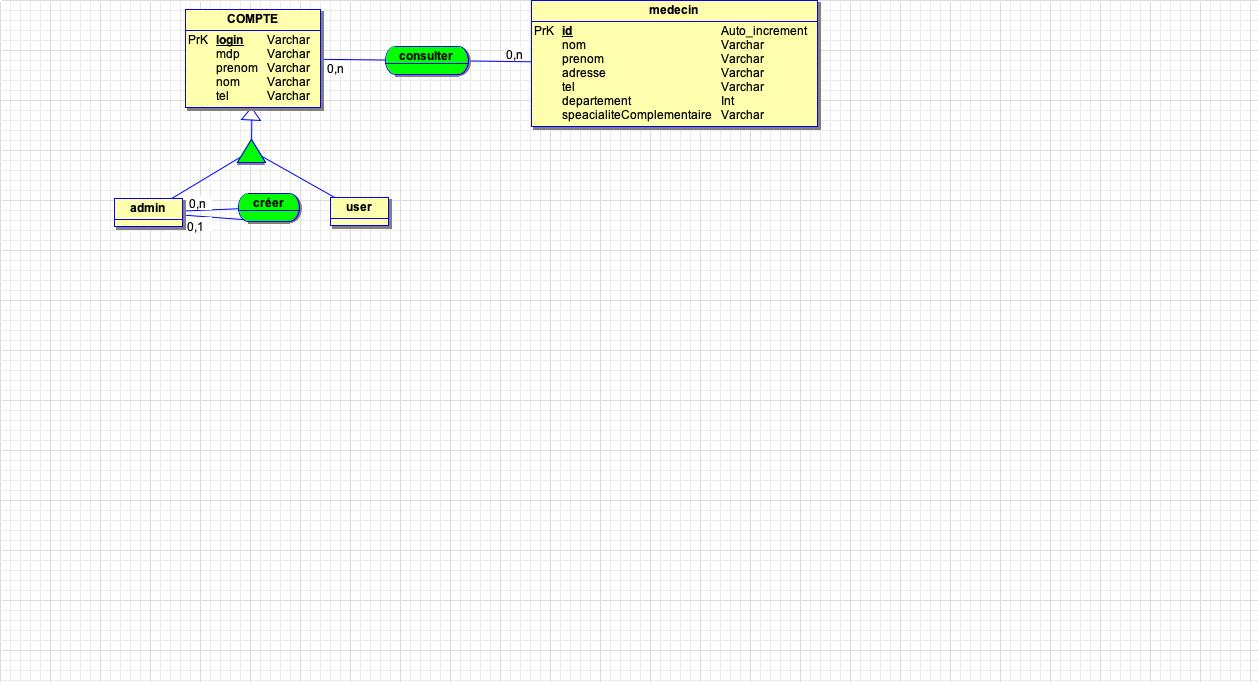 COMPTE
PrK login Varchar
mdp Varchar
prenom Varchar
nom Varchar
tel Varchar
0,n
consulter
0,n
medecin
PrK id Auto_increment
nom Varchar
prenom Varchar
adresse Varchar
tel Varchar
departement Int
speacialiteComplementaire Varchar
admin
0,n
0,1
créer
user